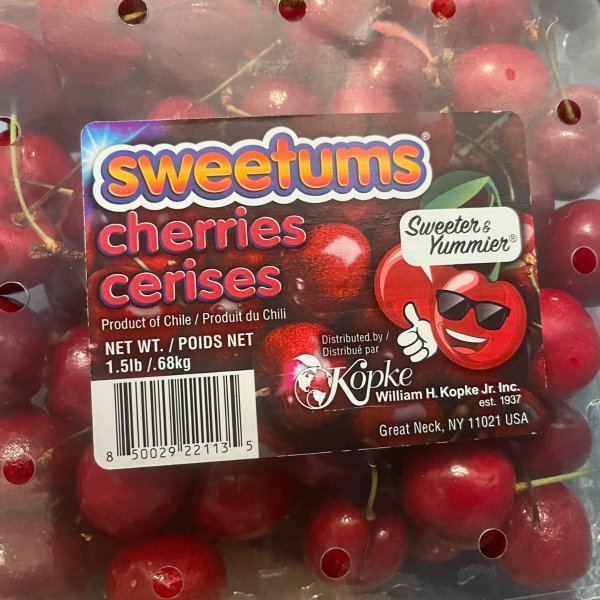 sweetums®
cherries
cerises
Sweeter &
Yummier®
Product of Chile / Produit du Chili
NET WT. / POIDS NET
1.5lb /.68kg
Distributed by /
Distribué par
Kopke
William H. Kopke Jr. Inc.
est. 1937
Great Neck, NY 11021 USA
8 50029 22113 5